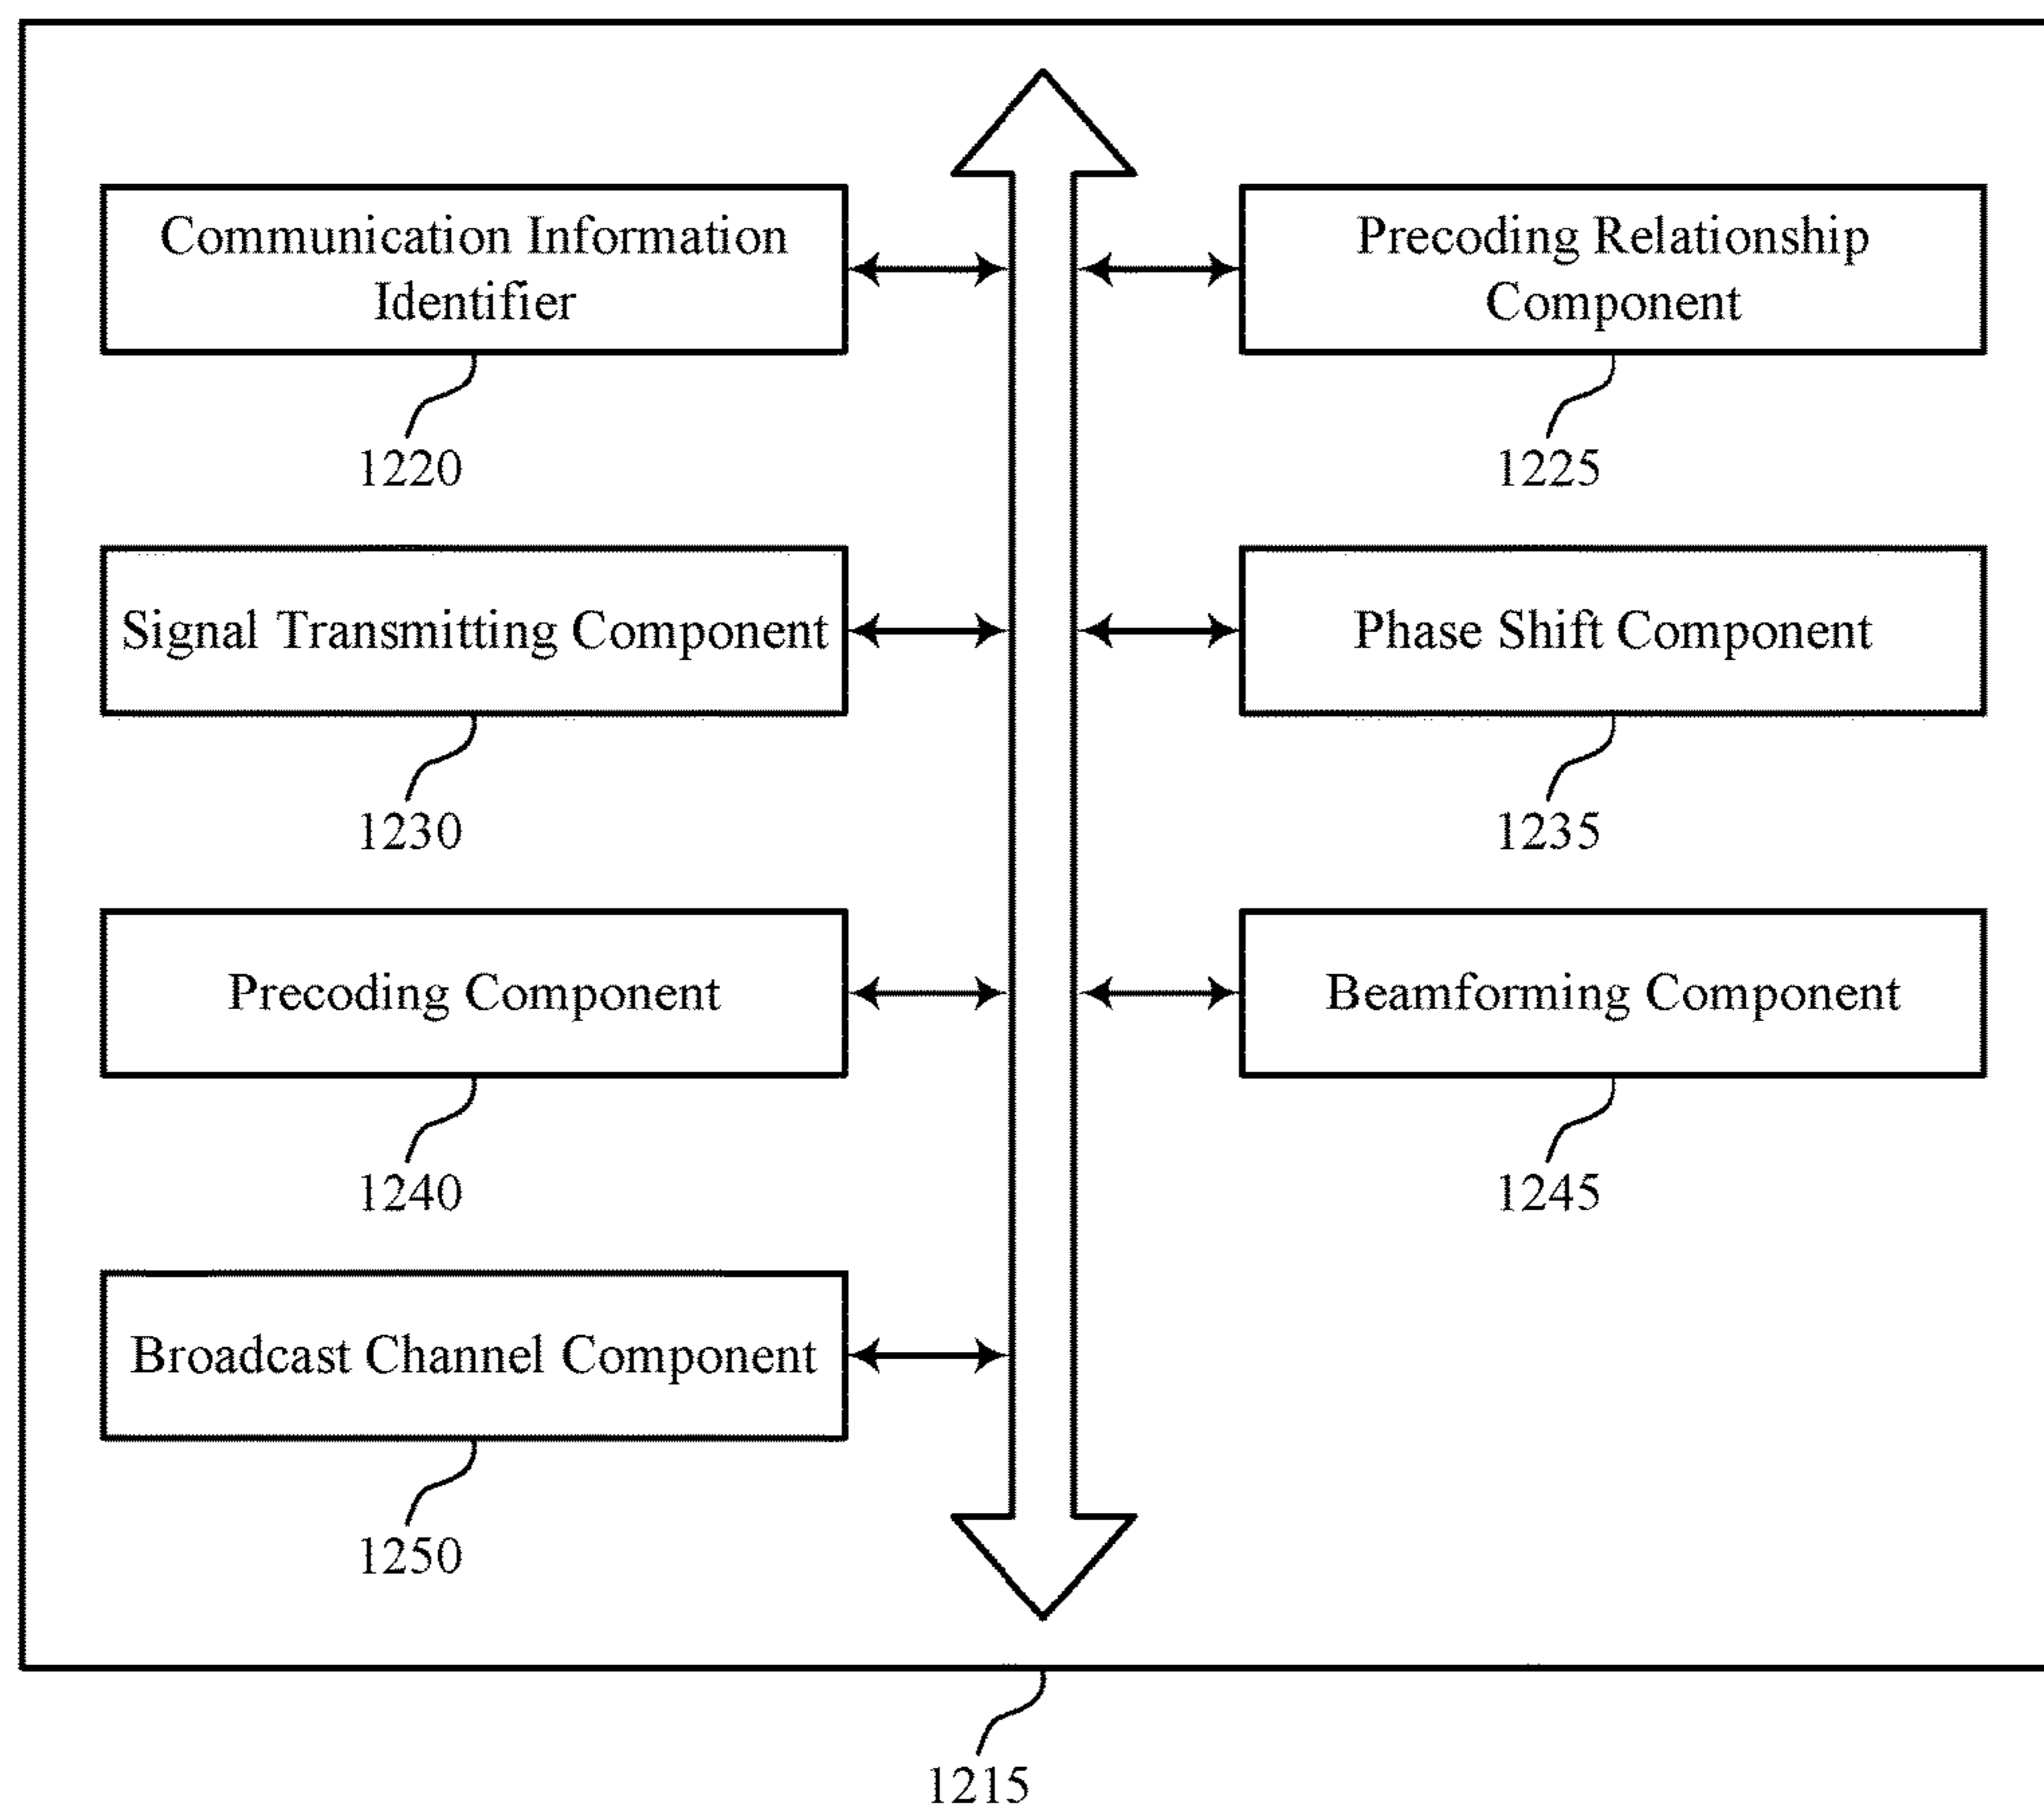 Communication Information
Identifier
1220
Precoding Relationship
Component
1225
Signal Transmitting Component
1230
Phase Shift Component
1235
Precoding Component
1240
Beamforming Component
1245
Broadcast Channel Component
1250
1215